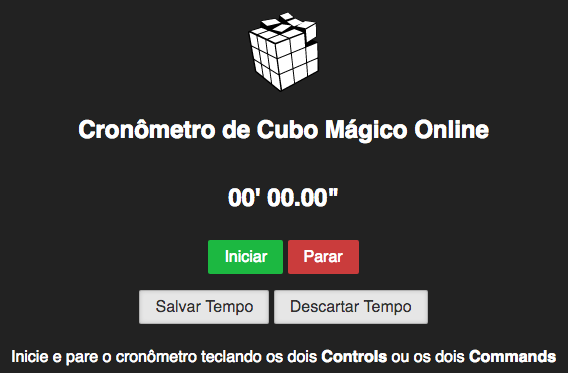 Cronômetro de Cubo Mágico Online
00' 00.00"
Iniciar Parar
Salvar Tempo Descartar Tempo
Inicie e pare o cronômetro teclando os dois Controls ou os dois Commands